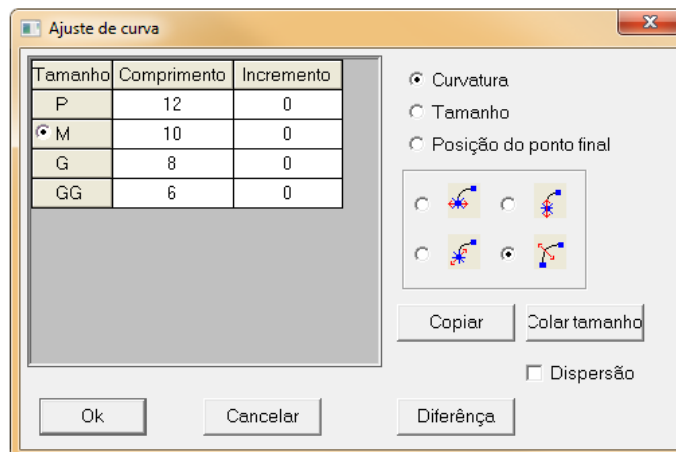 Ajuste de curva
Tamanho Comprimento Incremento
P 12 0
M 10 0
G 8 0
GG 6 0
Curvatura
Tamanho
Posição do ponto final
Copiar Colar tamanho
Dispersão
Ok Cancelar Diferênça